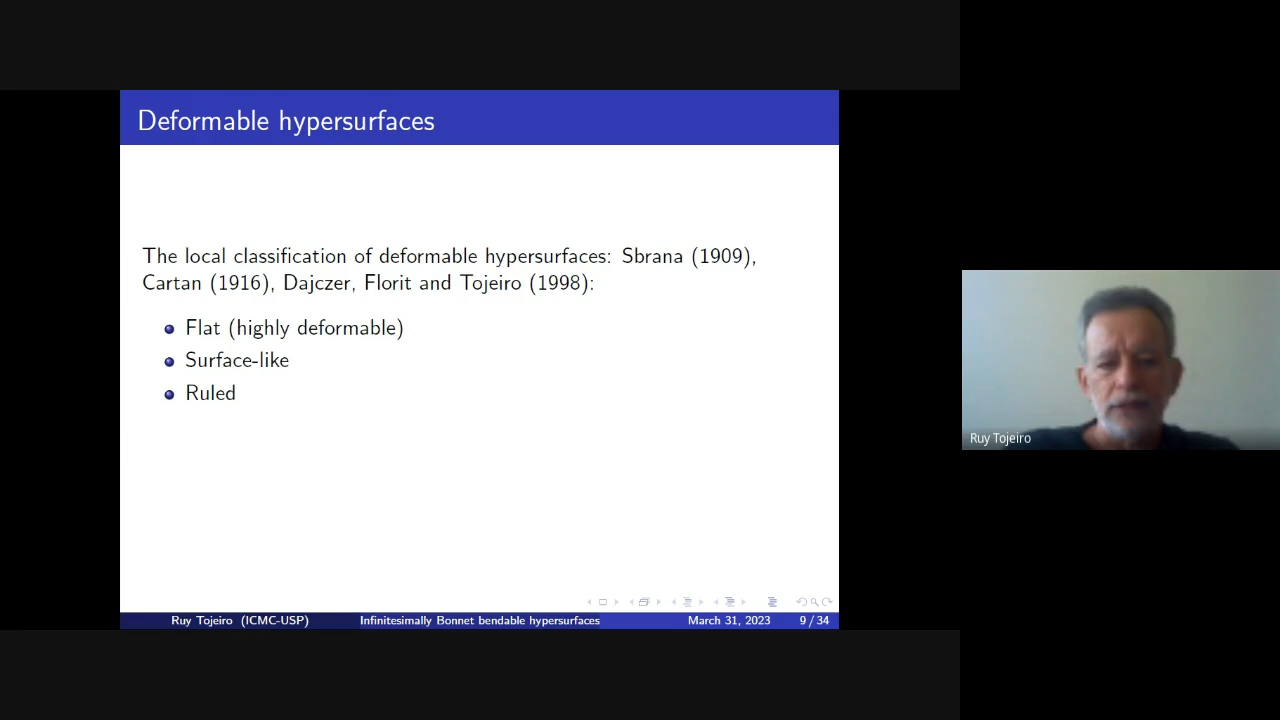 Deformable hypersurfaces
The local classification of deformable hypersurfaces: Sbrana (1909),
Cartan (1916), Dajczer, Florit and Tojeiro (1998):
Flat (highly deformable)
Surface-like
Ruled
Ruy Tojeiro
Ruy Tojeiro (ICMC-USP) Infinitesimally Bonnet bendable hypersurfaces March 31, 2023 9 / 34